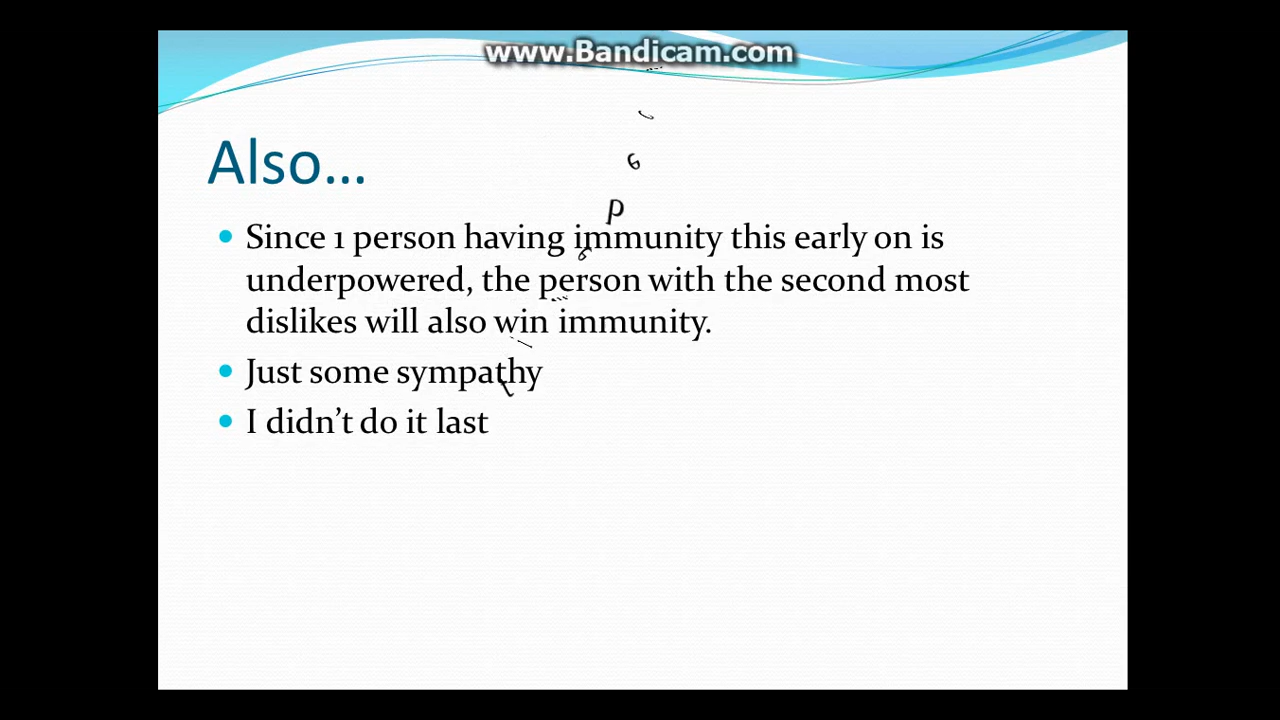 www.Bandicam.com
Also...
• Since 1 person having immunity this early on is
underpowered, the person with the second most
dislikes will also win immunity.
• Just some sympathy
• I didn't do it last